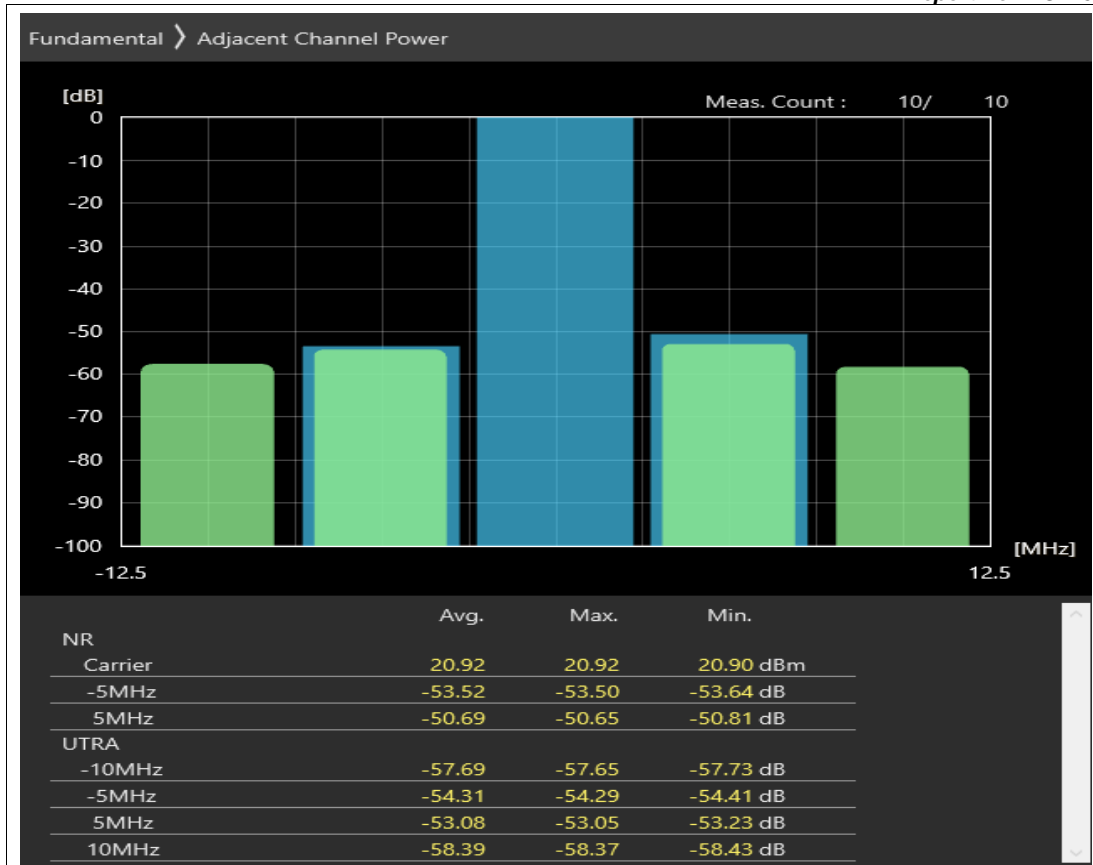 Fundamental ❯ Adjacent Channel Power
[dB]
Meas. Count : 10/ 10
0
-10
-20
-30
-40
-50
-60
-70
-80
-90
-100
[MHz]
-12.5 12.5
Avg. Max. Min.
NR
Carrier 20.92 20.92 20.90 dBm
-5MHz -53.52 -53.50 -53.64 dB
5MHz -50.69 -50.65 -50.81 dB
UTRA
-10MHz -57.69 -57.65 -57.73 dB
-5MHz -54.31 -54.29 -54.41 dB
5MHz -53.08 -53.05 -53.23 dB
10MHz -58.39 -58.37 -58.43 dB